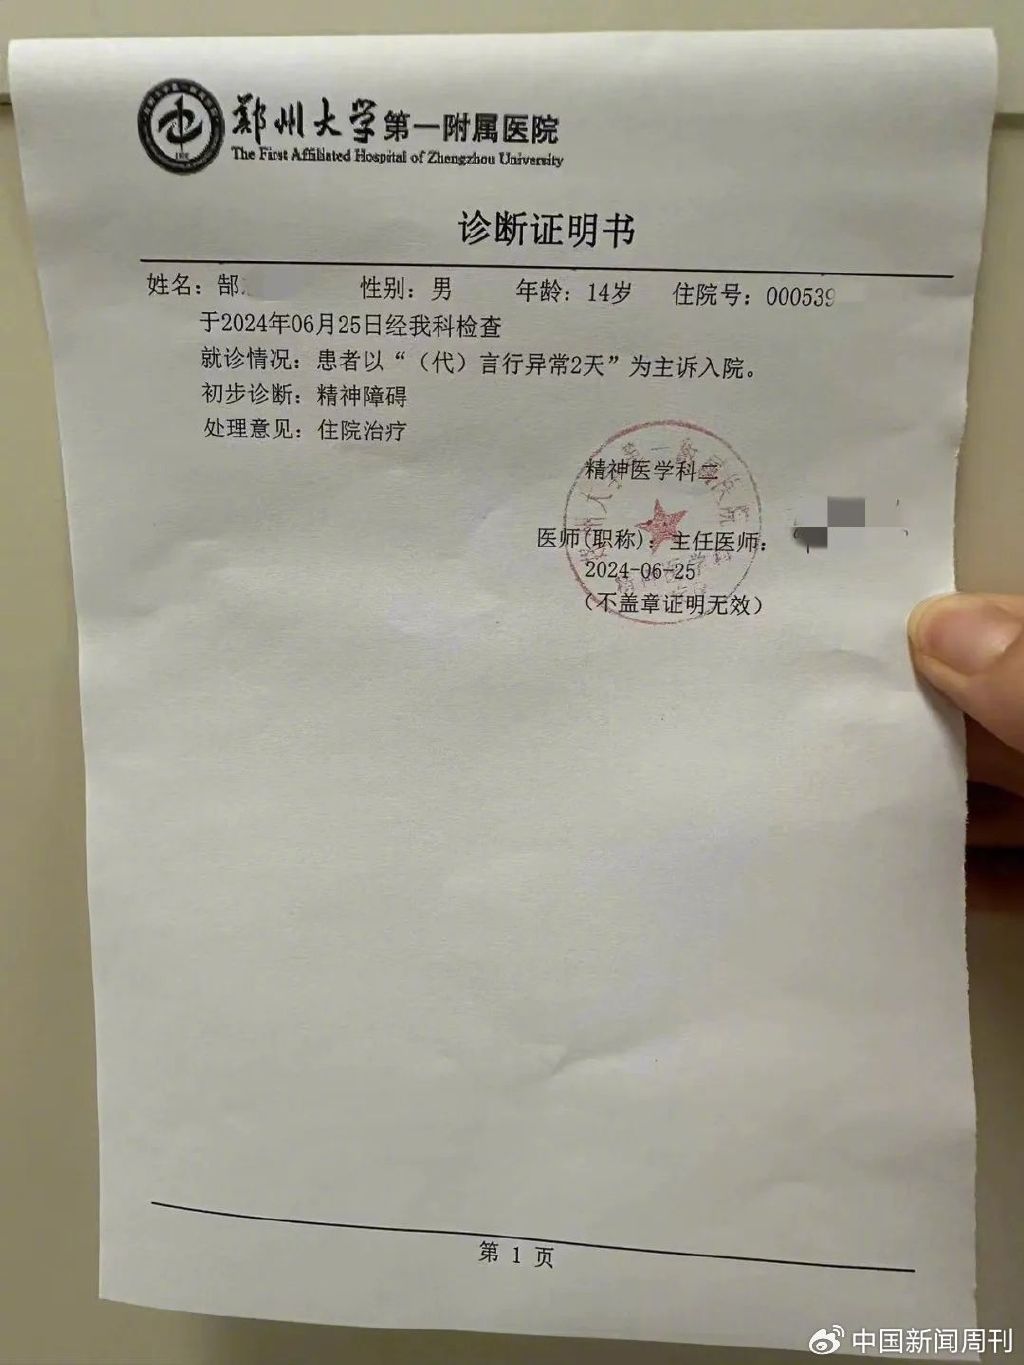 郑州大学第一附属医院
The First Affiliated Hospital of Zhengzhou University
诊断证明书
姓名：郜 性别：男 年龄：14岁 住院号：000539
于2024年06月25日经我科检查
就诊情况：患者以“（代）言行异常2天”为主诉入院。
初步诊断：精神障碍
处理意见：住院治疗
精神医学科二
医师(职称)：主任医师：
2024-06-25
（不盖章证明无效）
第 1 页
中国新闻周刊